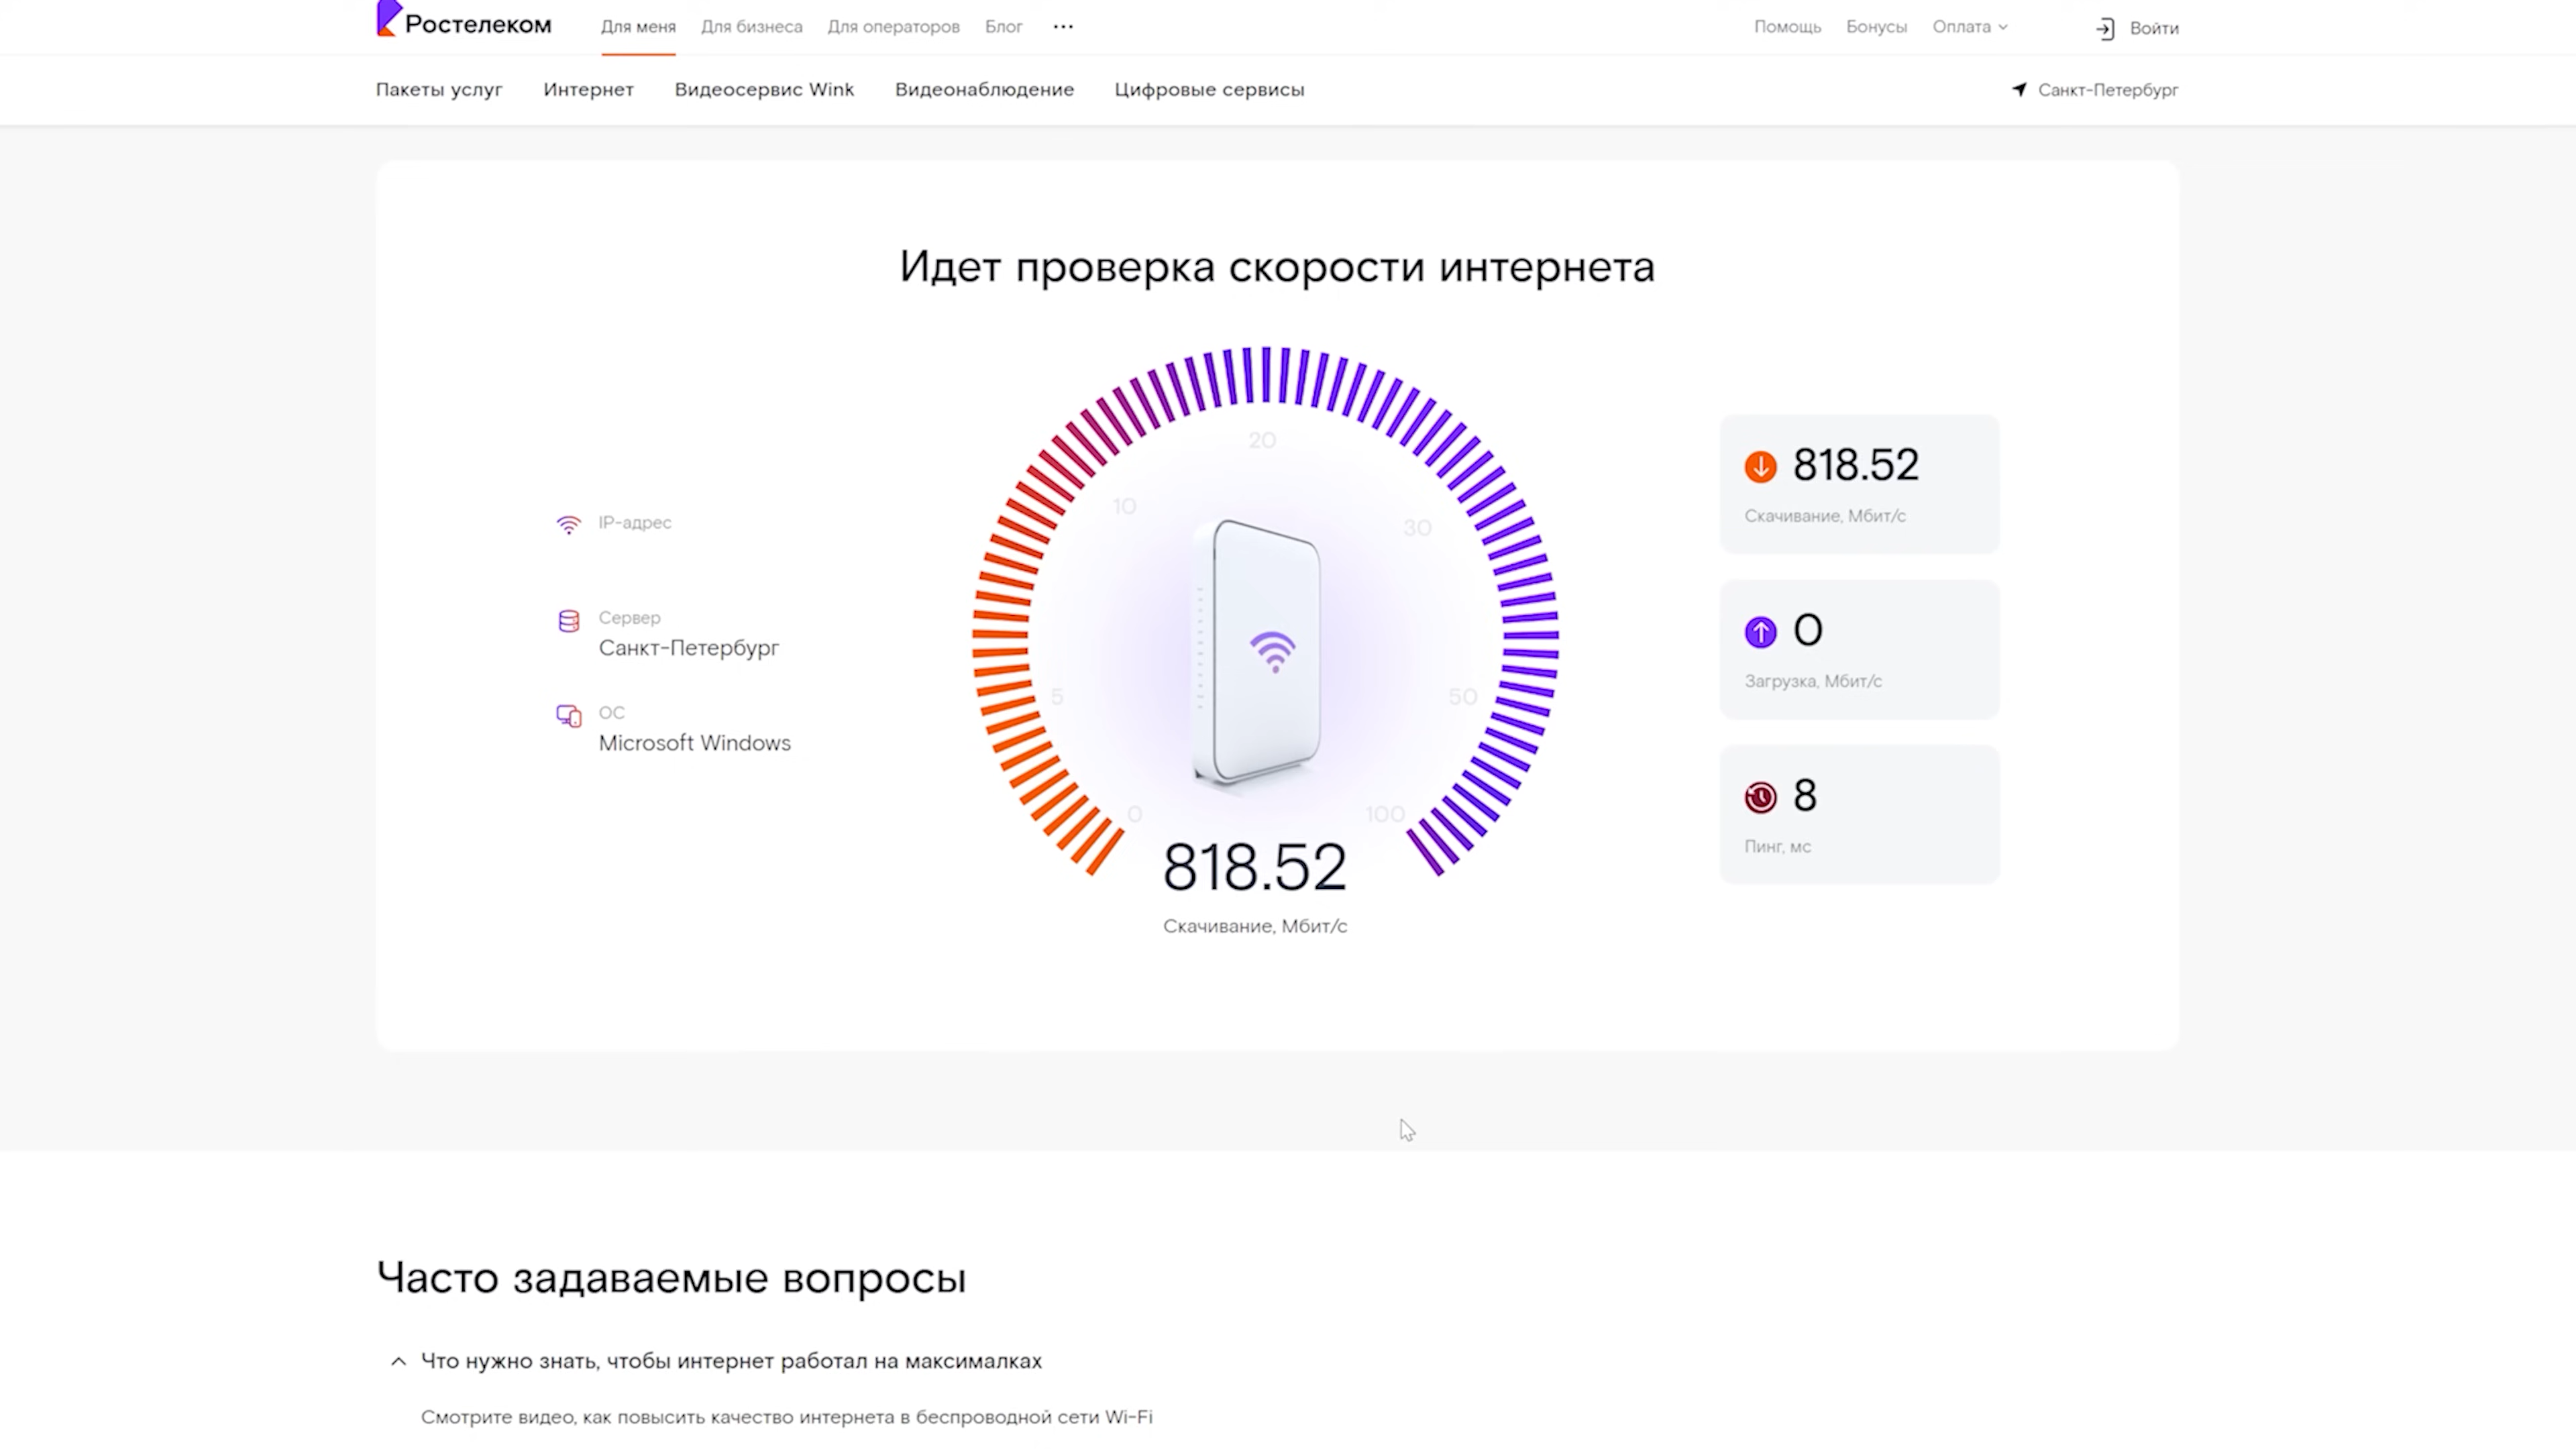 Ростелеком
Для меня
Для бизнеса
Для операторов
Блог
Помощь
Бонусы
Оплата
Войти
Пакеты услуг
Интернет
Видеосервис Wink
Видеонаблюдение
Цифровые сервисы
Санкт-Петербург
Идет проверка скорости интернета
IP-адрес
Сервер
Санкт-Петербург
ОС
Microsoft Windows
0
5
10
20
30
50
100
818.52
Скачивание, Мбит/с
818.52
Скачивание, Мбит/с
0
Загрузка, Мбит/с
8
Пинг, мс
Часто задаваемые вопросы
Что нужно знать, чтобы интернет работал на максималках
Смотрите видео, как повысить качество интернета в беспроводной сети Wi-Fi